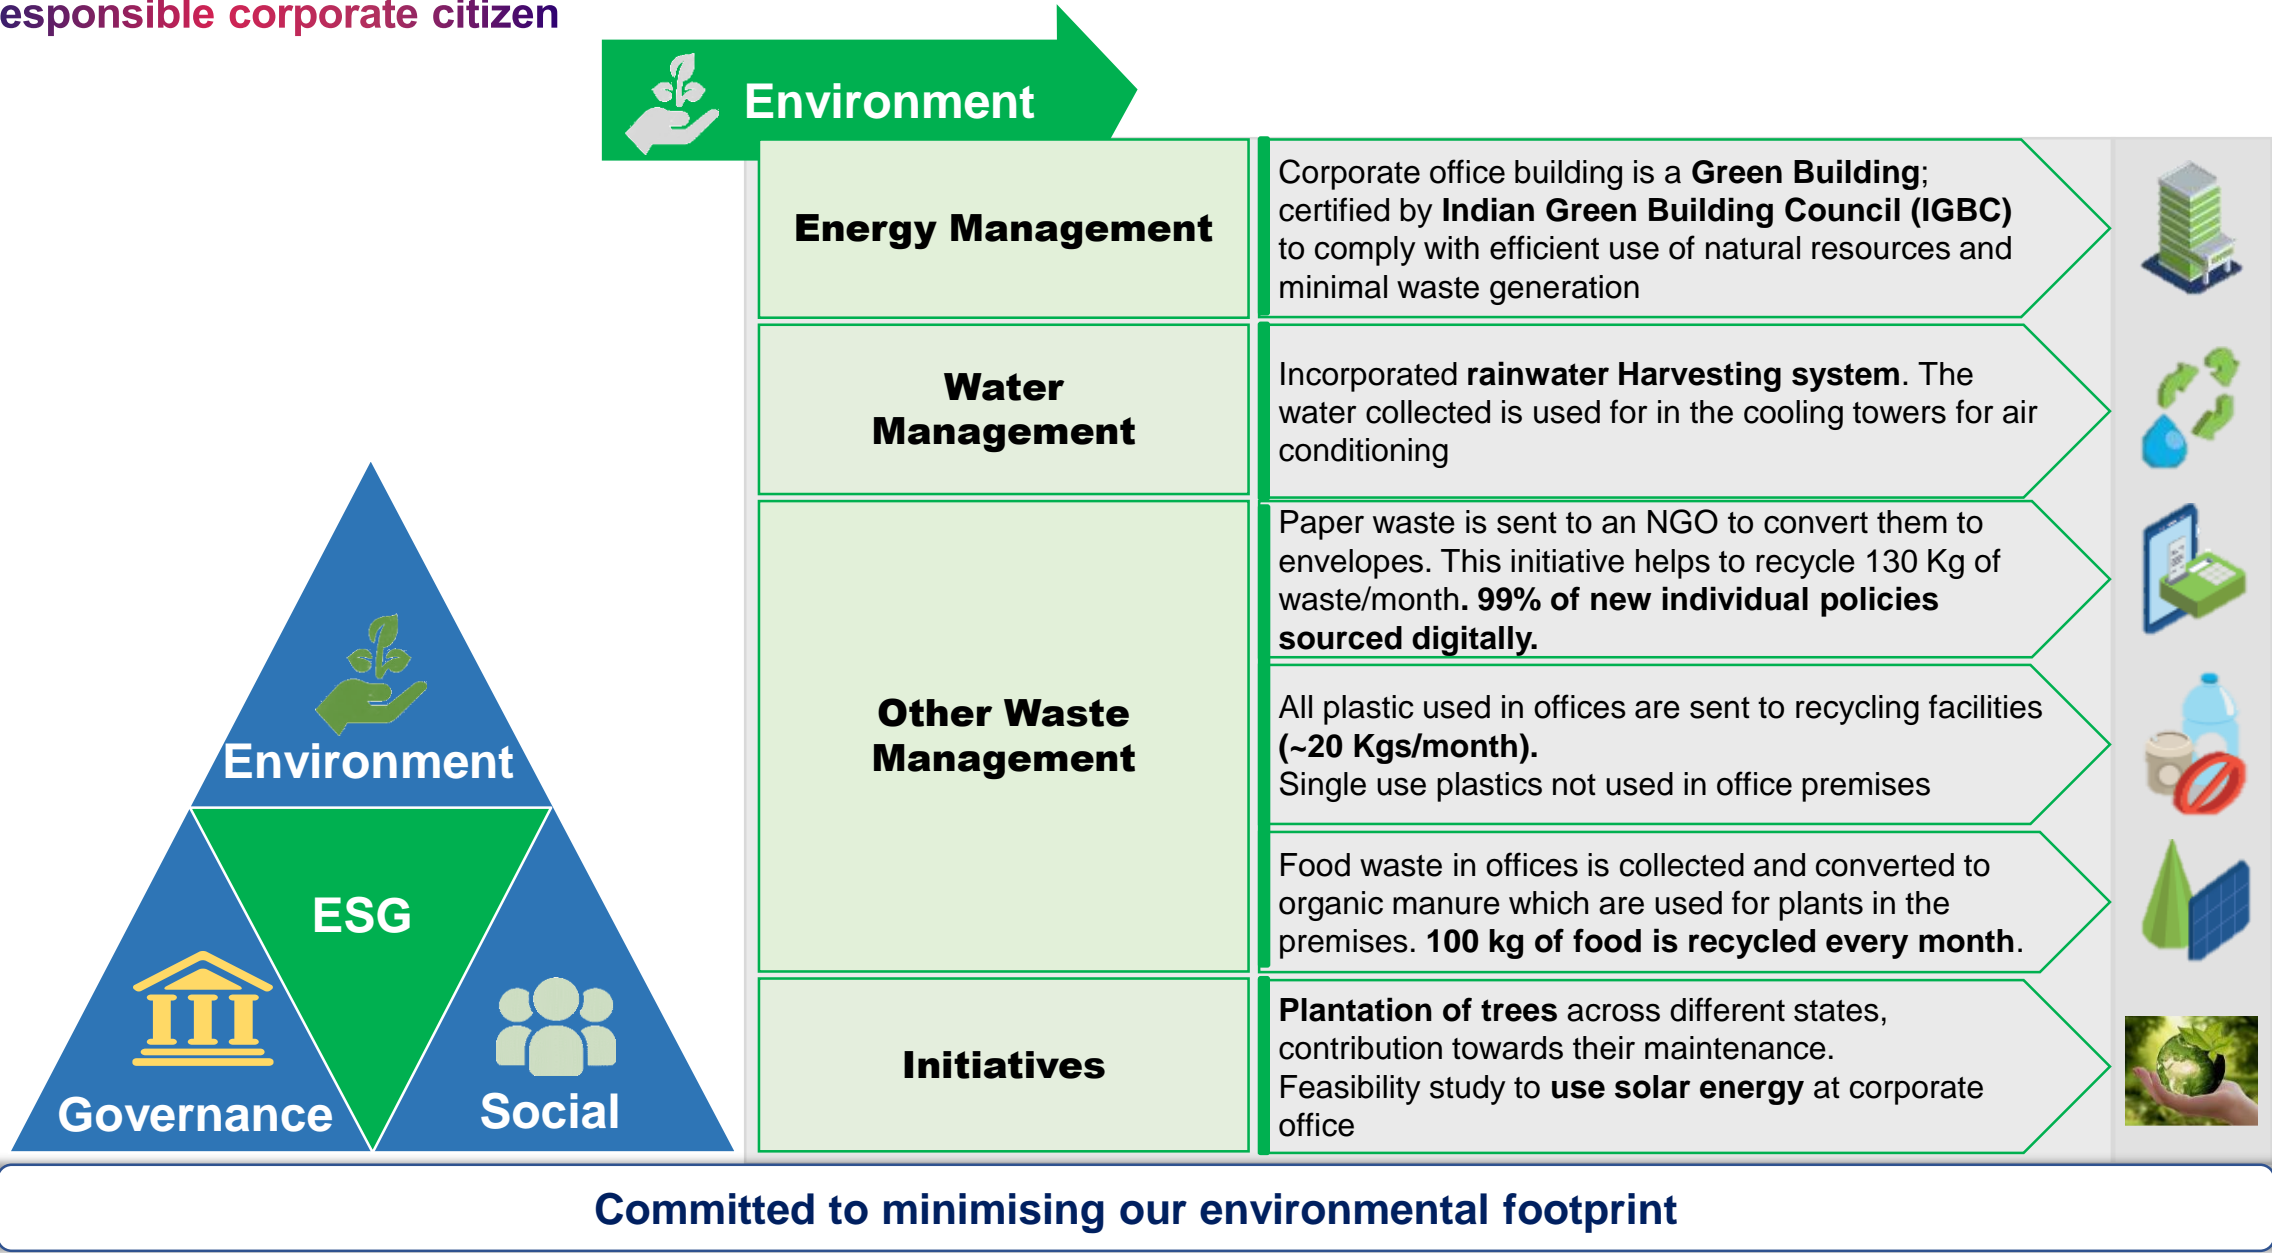 esponsible corporate citizen
Environment
Energy Management
Corporate office building is a Green Building;
certified by Indian Green Building Council (IGBC)
to comply with efficient use of natural resources and
minimal waste generation
Water
Management
Incorporated rainwater Harvesting system. The
water collected is used for in the cooling towers for air
conditioning
Other Waste
Management
Paper waste is sent to an NGO to convert them to
envelopes. This initiative helps to recycle 130 Kg of
waste/month. 99% of new individual policies
sourced digitally.
All plastic used in offices are sent to recycling facilities
(~20 Kgs/month).
Single use plastics not used in office premises
Food waste in offices is collected and converted to
organic manure which are used for plants in the
premises. 100 kg of food is recycled every month.
Initiatives
Plantation of trees across different states,
contribution towards their maintenance.
Feasibility study to use solar energy at corporate
office
Environment
ESG
Governance
Social
Committed to minimising our environmental footprint